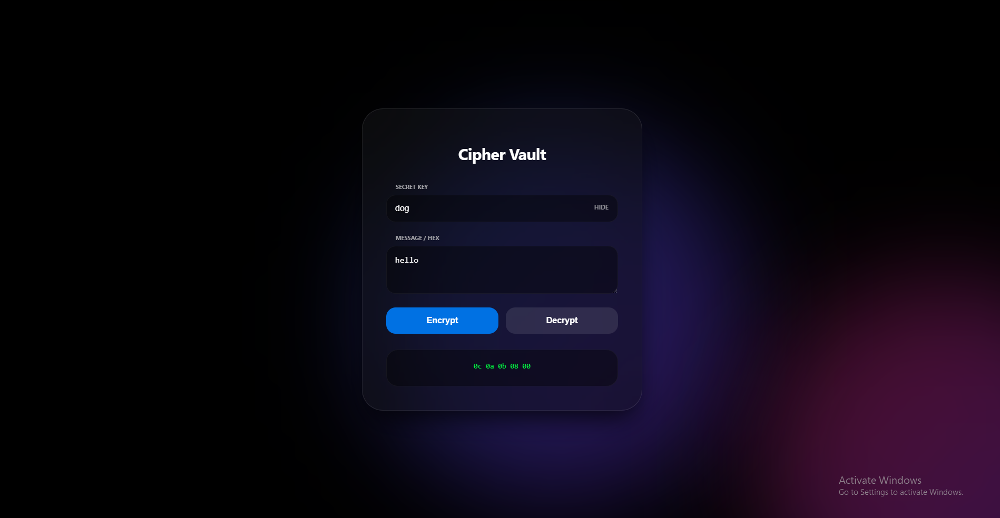 Cipher Vault
SECRET KEY
dog
HIDE
MESSAGE / HEX
hello
Encrypt
Decrypt
0c 0a 0b 08 00
Activate Windows
Go to Settings to activate Windows.